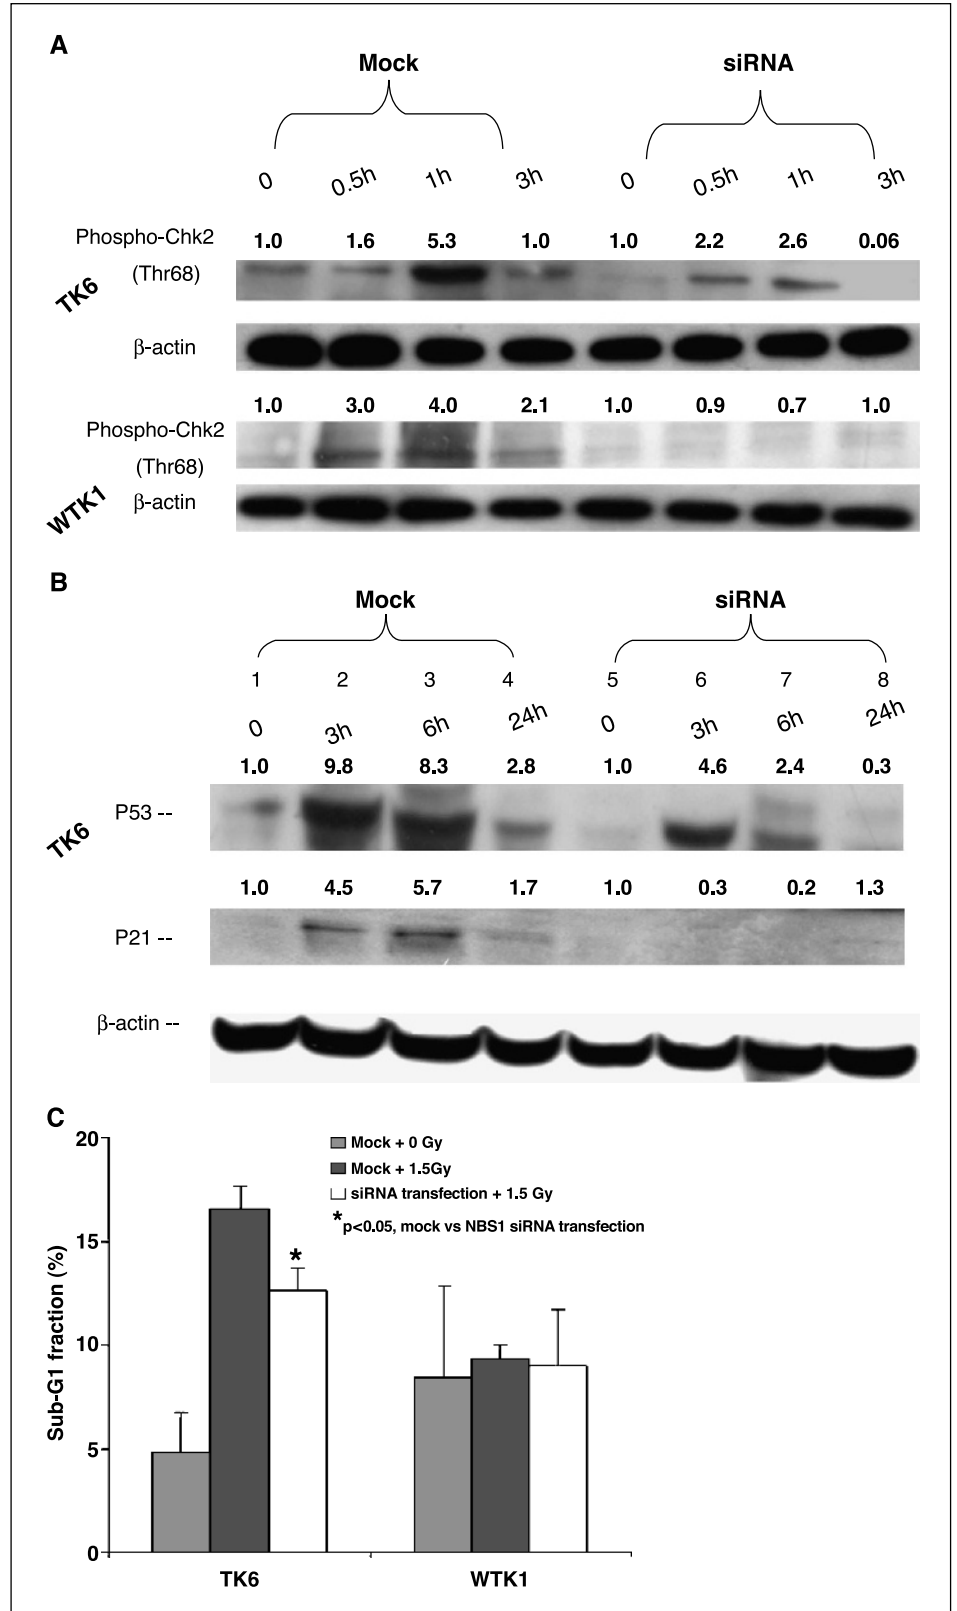 A
Mock siRNA
0 0.5h 1h 3h 0 0.5h 1h 3h
Phospho-Chk2 1.0 1.6 5.3 1.0 1.0 2.2 2.6 0.06
(Thr68)
TK6
β-actin
1.0 3.0 4.0 2.1 1.0 0.9 0.7 1.0
Phospho-Chk2
(Thr68)
WTK1
β-actin
B
Mock siRNA
1 2 3 4 5 6 7 8
0 3h 6h 24h 0 3h 6h 24h
1.0 9.8 8.3 2.8 1.0 4.6 2.4 0.3
P53 --
TK6
1.0 4.5 5.7 1.7 1.0 0.3 0.2 1.3
P21 --
β-actin --
C
20
15
10
5
0
Sub-G1 fraction (%)
Mock + 0 Gy
Mock + 1.5Gy
siRNA transfection + 1.5 Gy
*p<0.05, mock vs NBS1 siRNA transfection
*
TK6 WTK1